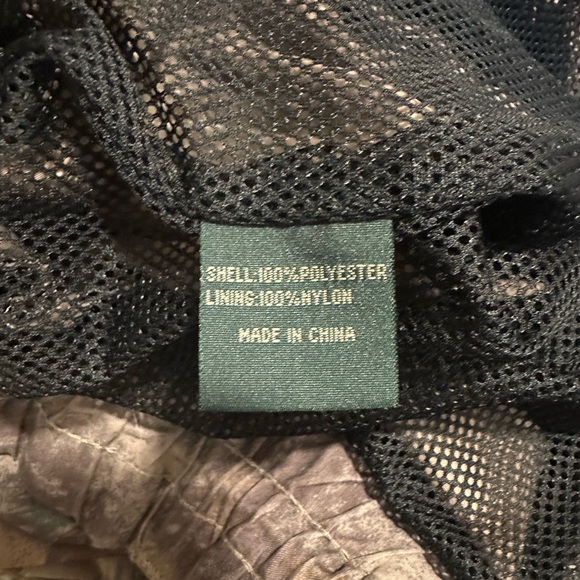 SHELL:100%POLYESTER
LINING:100%NYLON
MADE IN CHINA